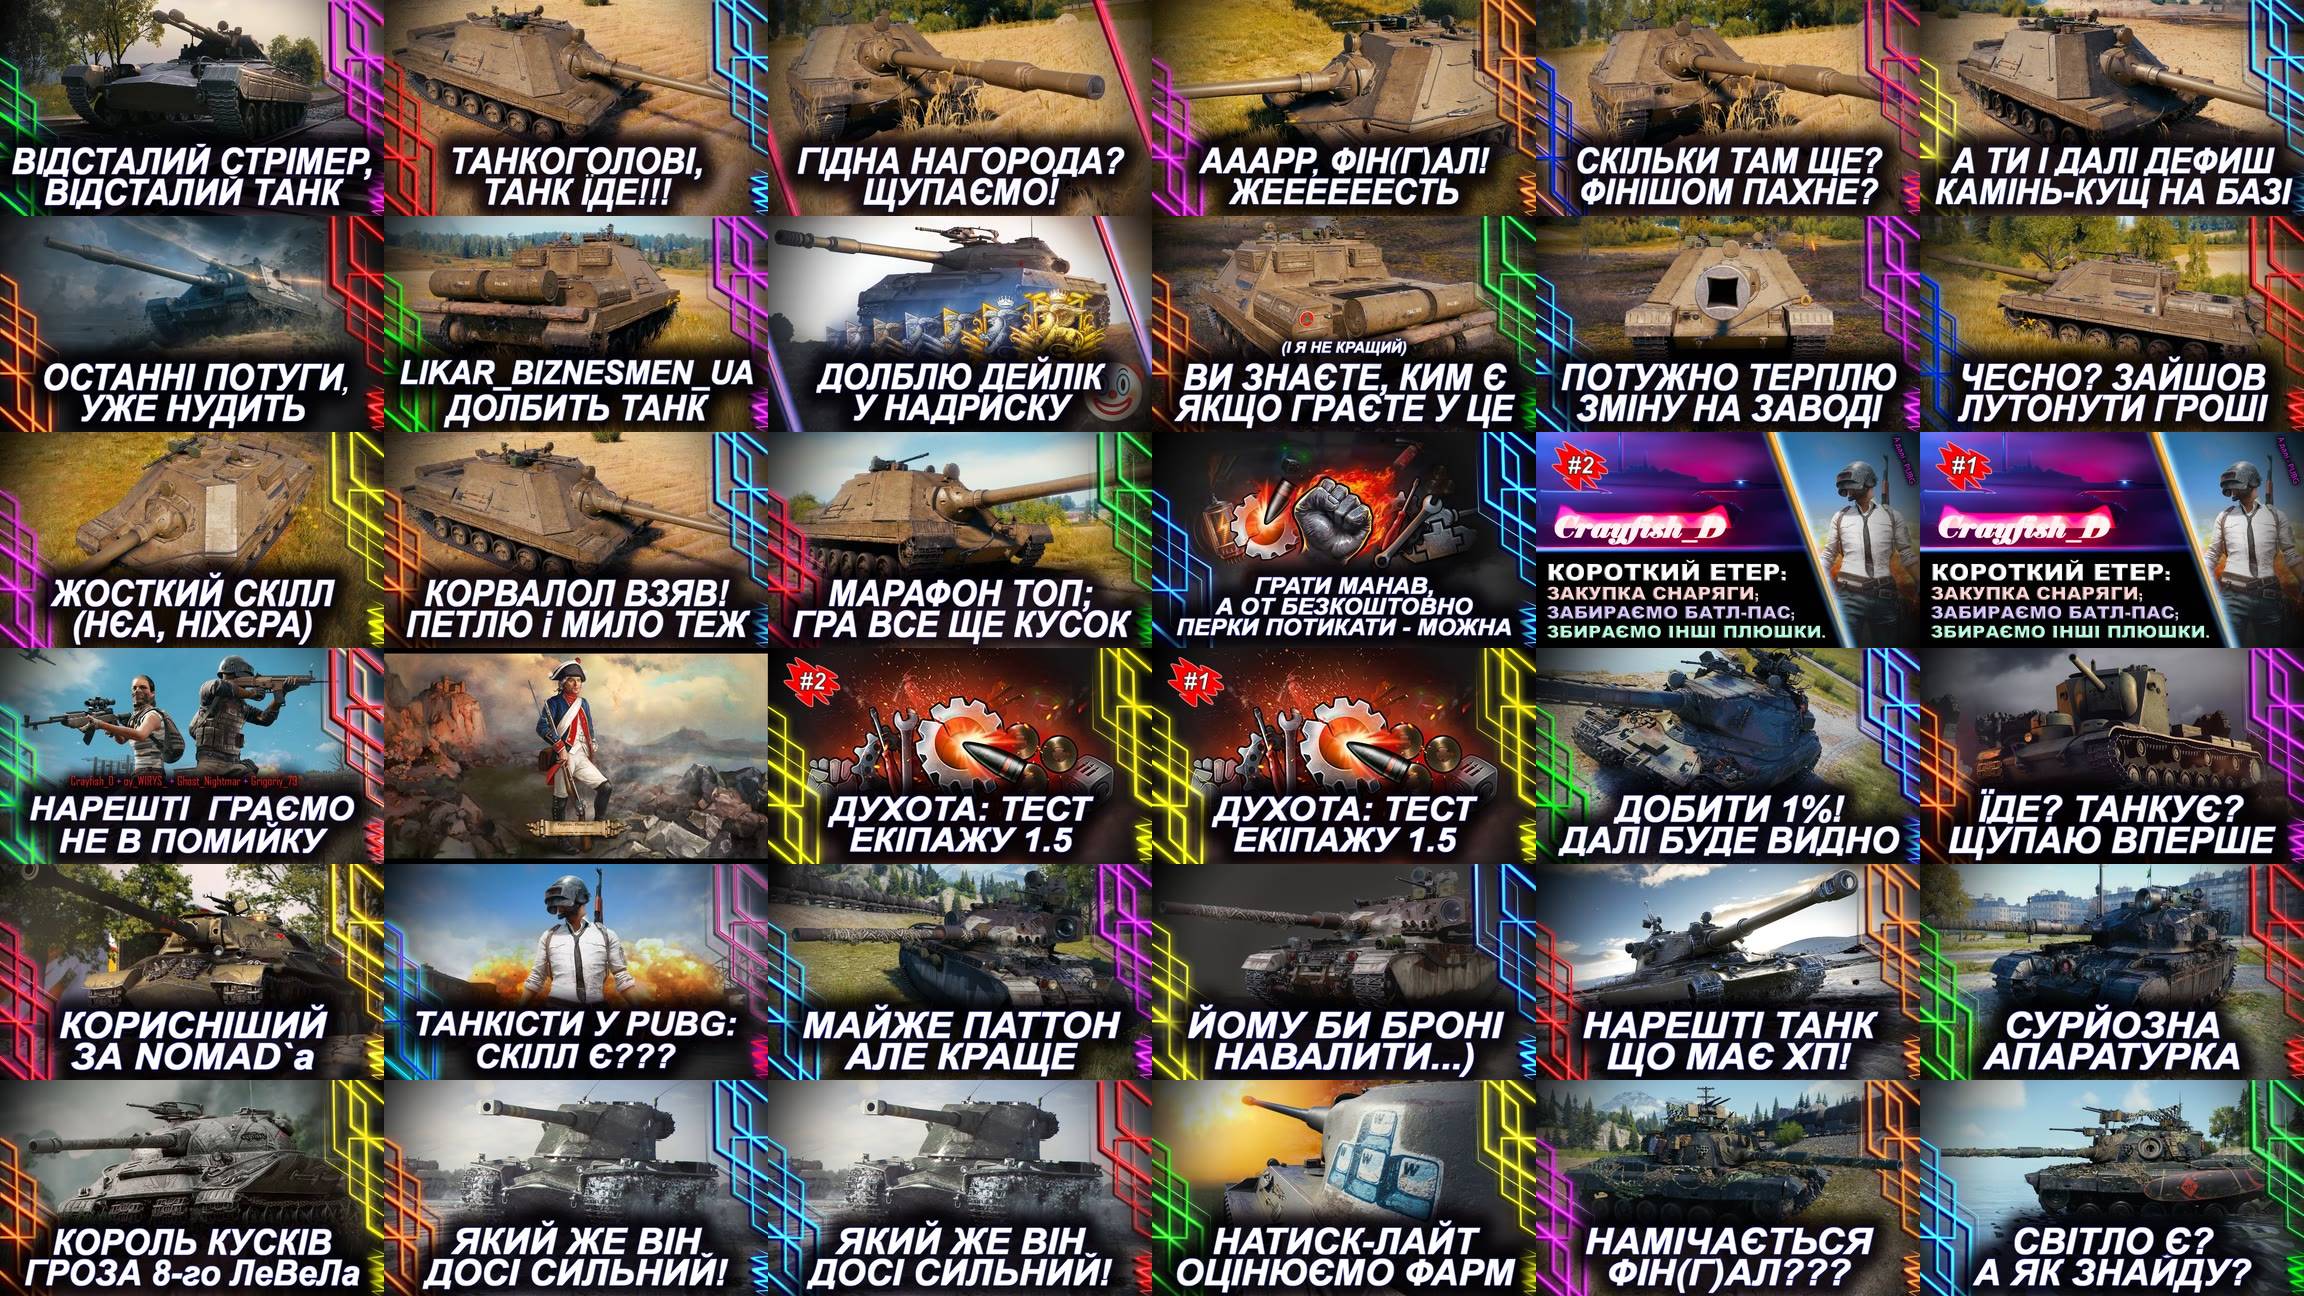 ВІДСТАЛИЙ СТРІМЕР,
ВІДСТАЛИЙ ТАНК
ТАНКОГОЛОВІ,
ТАНК ЇДЕ!!!
ГІДНА НАГОРОДА?
ЩУПАЄМО!
АААРР, ФІН(Г)АЛ!
ЖЕЕЕЕЕЕСТЬ
СКІЛЬКИ ТАМ ЩЕ?
ФІНІШОМ ПАХНЕ?
А ТИ І ДАЛІ ДЕФИШ
КАМІНЬ-КУЩ НА БАЗІ
ОСТАННІ ПОТУГИ,
УЖЕ НУДИТЬ
LIKAR_BIZNESMEN_UA
ДОЛБИТЬ ТАНК
ДОЛБЛЮ ДЕЙЛІК
У НАДРИСКУ
(І Я НЕ КРАЩИЙ)
ВИ ЗНАЄТЕ, КИМ Є
ЯКЩО ГРАЄТЕ У ЦЕ
ПОТУЖНО ТЕРПЛЮ
ЗМІНУ НА ЗАВОДІ
ЧЕСНО? ЗАЙШОВ
ЛУТОНУТИ ГРОШІ
ЖОСТКИЙ СКІЛЛ
(НЄА, НІХЄРА)
КОРВАЛОЛ ВЗЯВ!
ПЕТЛЮ і МИЛО ТЕЖ
МАРАФОН ТОП;
ГРА ВСЕ ЩЕ КУСОК
ГРАТИ МАНАВ,
А ОТ БЕЗКОШТОВНО
ПЕРКИ ПОТИКАТИ - МОЖНА
#2
Crayfish_D
КОРОТКИЙ ЕТЕР:
ЗАКУПКА СНАРЯГИ;
ЗАБИРАЄМО БАТЛ-ПАС;
ЗБИРАЄМО ІНШІ ПЛЮШКИ.
#1
Crayfish_D
КОРОТКИЙ ЕТЕР:
ЗАКУПКА СНАРЯГИ;
ЗАБИРАЄМО БАТЛ-ПАС;
ЗБИРАЄМО ІНШІ ПЛЮШКИ.
Crayfish_D + oy_WIRYS_ + Ghost_Nightmar + Grigoriy_79
НАРЕШТІ ГРАЄМО
НЕ В ПОМИЙКУ
#2
ДУХОТА: ТЕСТ
ЕКІПАЖУ 1.5
#1
ДУХОТА: ТЕСТ
ЕКІПАЖУ 1.5
ДОБИТИ 1%!
ДАЛІ БУДЕ ВИДНО
ЇДЕ? ТАНКУЄ?
ЩУПАЮ ВПЕРШЕ
КОРИСНІШИЙ
ЗА NOMAD`а
ТАНКІСТИ У PUBG:
СКІЛЛ Є???
МАЙЖЕ ПАТТОН
АЛЕ КРАЩЕ
ЙОМУ БИ БРОНІ
НАВАЛИТИ...)
НАРЕШТІ ТАНК
ЩО МАЄ ХП!
СУРЙОЗНА
АПАРАТУРКА
КОРОЛЬ КУСКІВ
ГРОЗА 8-го ЛеВеЛа
ЯКИЙ ЖЕ ВІН
ДОСІ СИЛЬНИЙ!
ЯКИЙ ЖЕ ВІН
ДОСІ СИЛЬНИЙ!
W W
НАТИСК-ЛАЙТ
ОЦІНЮЄМО ФАРМ
НАМІЧАЄТЬСЯ
ФІН(Г)АЛ???
СВІТЛО Є?
А ЯК ЗНАЙДУ?